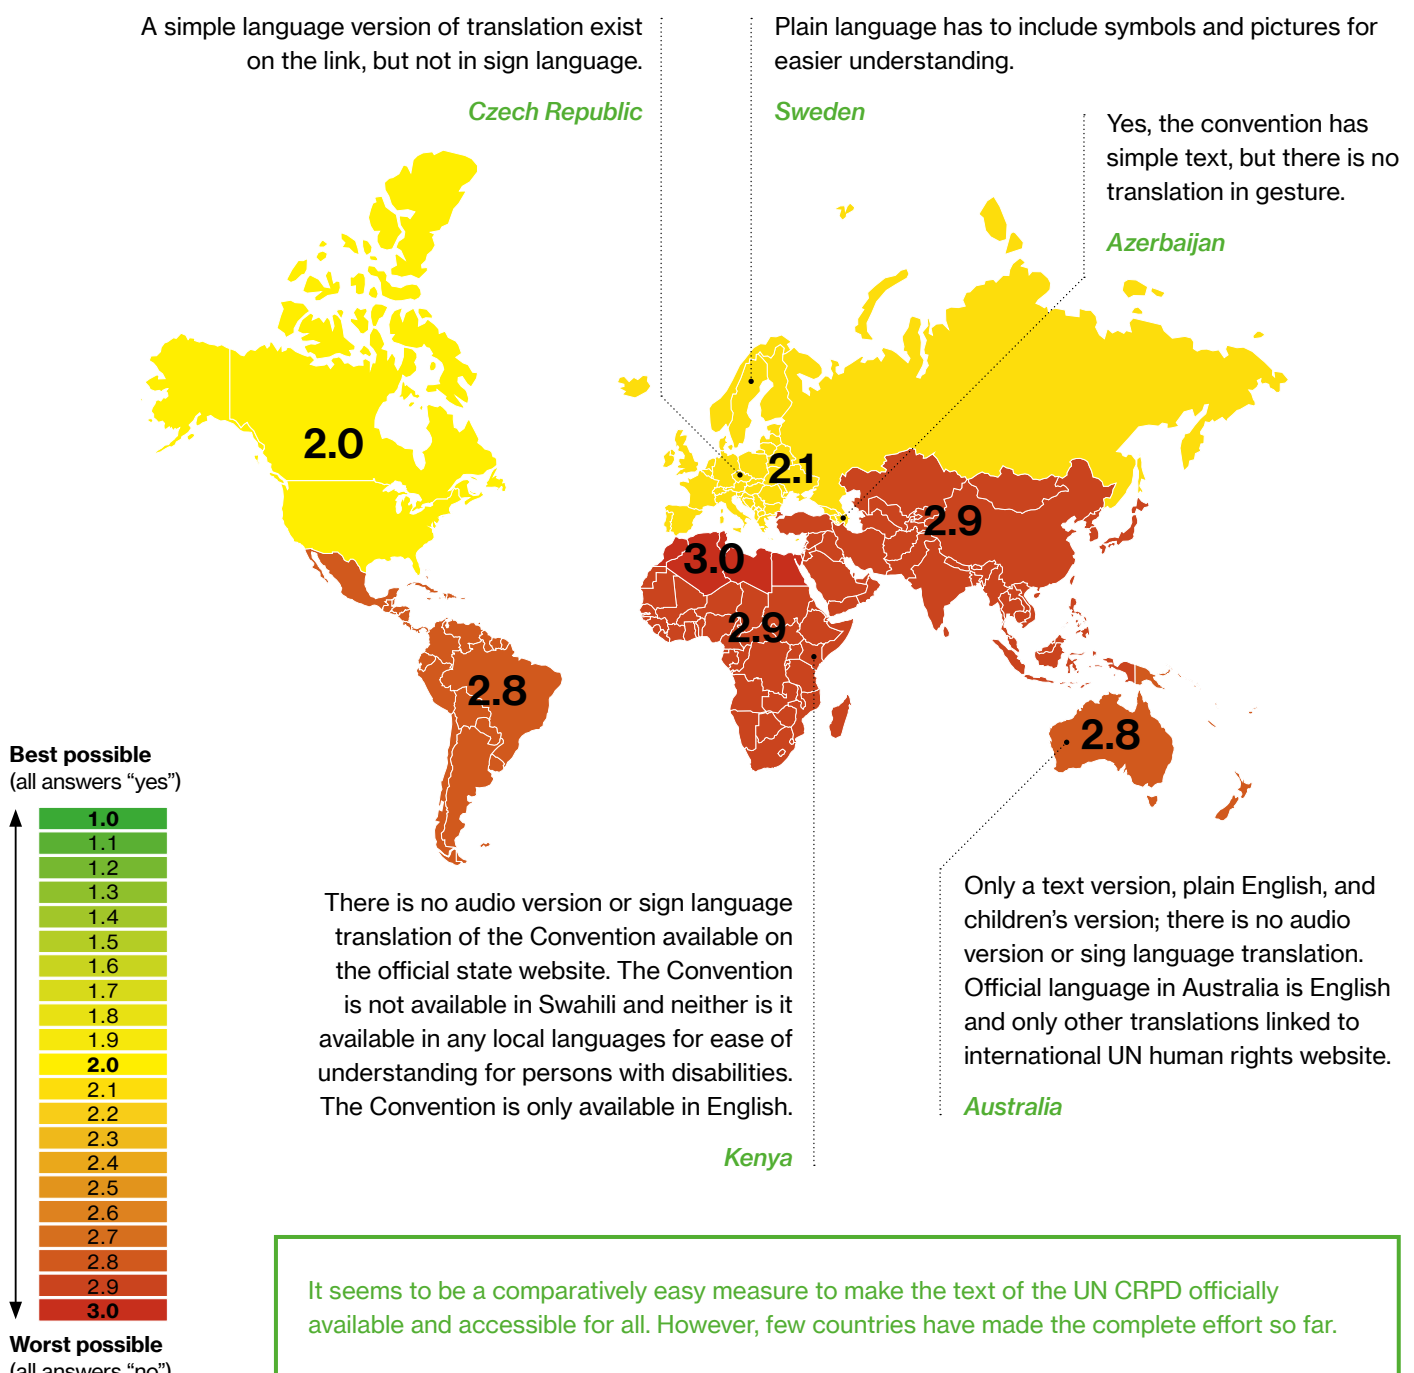 A simple language version of translation exist
on the link, but not in sign language.
Czech Republic
Plain language has to include symbols and pictures for
easier understanding.
Sweden
Yes, the convention has
simple text, but there is no
translation in gesture.
Azerbaijan
2.0
2.1
2.9
3.0
2.9
2.8
2.8
Best possible
(all answers “yes”)
1.0
1.1
1.2
1.3
1.4
1.5
1.6
1.7
1.8
1.9
2.0
2.1
2.2
2.3
2.4
2.5
2.6
2.7
2.8
2.9
3.0
Worst possible
(all answers “no”)
There is no audio version or sign language
translation of the Convention available on
the official state website. The Convention
is not available in Swahili and neither is it
available in any local languages for ease of
understanding for persons with disabilities.
The Convention is only available in English.
Kenya
Only a text version, plain English, and
children’s version; there is no audio
version or sing language translation.
Official language in Australia is English
and only other translations linked to
international UN human rights website.
Australia
It seems to be a comparatively easy measure to make the text of the UN CRPD officially
available and accessible for all. However, few countries have made the complete effort so far.